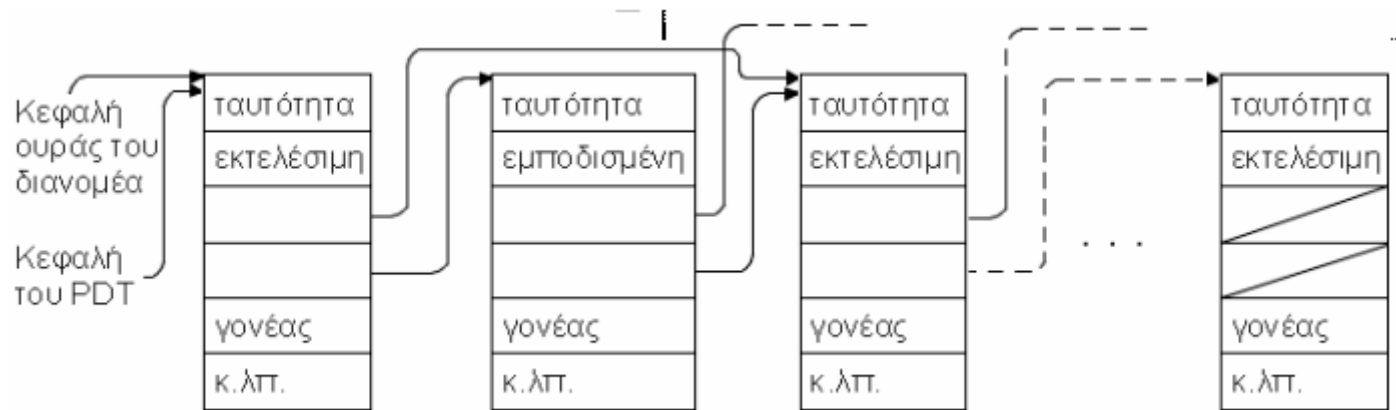 Κεφαλή
ουράς του
διανομέα
Κεφαλή
του PDT
ταυτότητα
εκτελέσιμη
γονέας
κ.λπ.
ταυτότητα
εμποδισμένη
γονέας
κ.λπ.
ταυτότητα
εκτελέσιμη
γονέας
κ.λπ.
. . .
ταυτότητα
εκτελέσιμη
γονέας
κ.λπ.